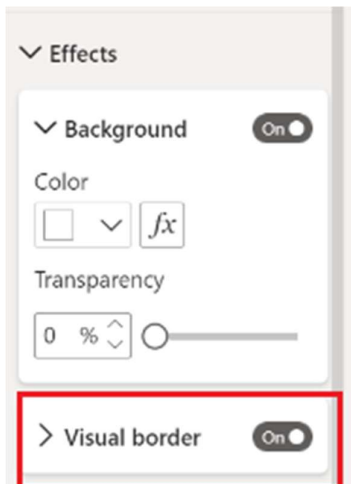 Effects
Background On
Color
fx
Transparency
0 %
Visual border On